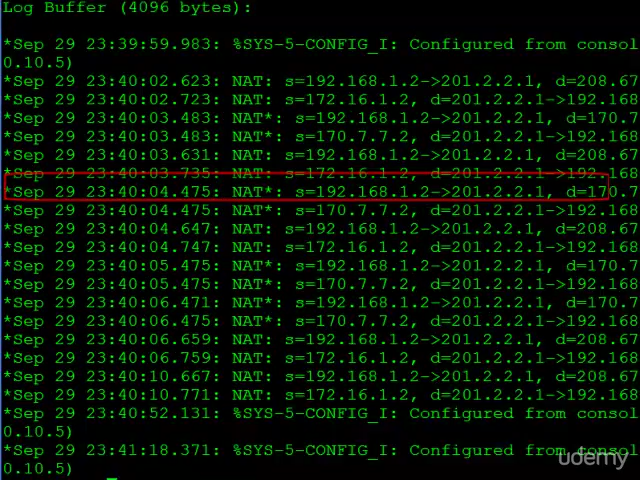 Log Buffer (4096 bytes):
*Sep 29 23:39:59.983: %SYS-5-CONFIG_I: Configured from consol
0.10.5)
*Sep 29 23:40:02.623: NAT: s=192.168.1.2->201.2.2.1, d=208.67
*Sep 29 23:40:02.723: NAT: s=172.16.1.2, d=201.2.2.1->192.168
*Sep 29 23:40:03.483: NAT*: s=192.168.1.2->201.2.2.1, d=170.7
*Sep 29 23:40:03.483: NAT*: s=170.7.7.2, d=201.2.2.1->192.168
*Sep 29 23:40:03.631: NAT: s=192.168.1.2->201.2.2.1, d=208.67
*Sep 29 23:40:03.735: NAT: s=172.16.1.2, d=201.2.2.1->192.168
*Sep 29 23:40:04.475: NAT*: s=192.168.1.2->201.2.2.1, d=170.7
*Sep 29 23:40:04.475: NAT*: s=170.7.7.2, d=201.2.2.1->192.168
*Sep 29 23:40:04.647: NAT: s=192.168.1.2->201.2.2.1, d=208.67
*Sep 29 23:40:04.747: NAT: s=172.16.1.2, d=201.2.2.1->192.168
*Sep 29 23:40:05.475: NAT*: s=192.168.1.2->201.2.2.1, d=170.7
*Sep 29 23:40:05.475: NAT*: s=170.7.7.2, d=201.2.2.1->192.168
*Sep 29 23:40:06.471: NAT*: s=192.168.1.2->201.2.2.1, d=170.7
*Sep 29 23:40:06.475: NAT*: s=170.7.7.2, d=201.2.2.1->192.168
*Sep 29 23:40:06.659: NAT: s=192.168.1.2->201.2.2.1, d=208.67
*Sep 29 23:40:06.759: NAT: s=172.16.1.2, d=201.2.2.1->192.168
*Sep 29 23:40:10.667: NAT: s=192.168.1.2->201.2.2.1, d=208.67
*Sep 29 23:40:10.771: NAT: s=172.16.1.2, d=201.2.2.1->192.168
*Sep 29 23:40:52.131: %SYS-5-CONFIG_I: Configured from consol
0.10.5)
*Sep 29 23:41:18.371: %SYS-5-CONFIG_I: Configured from consol
0.10.5)
udemy